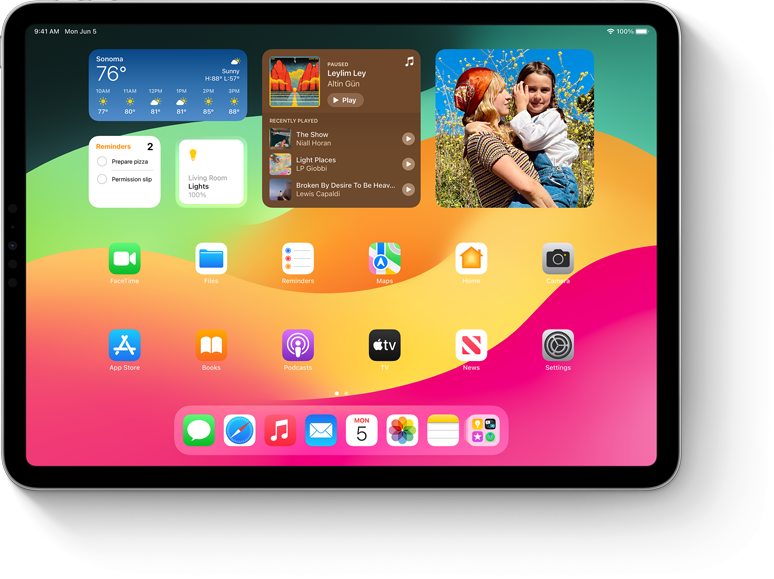 9:41 AM Mon Jun 5
100%
Sonoma
76°
Sunny
H:88° L:57°
10AM 11AM 12PM 1PM 2PM 3PM
77° 80° 81° 81° 85° 88°
Reminders 2
Prepare pizza
Permission slip
Living Room
Lights
100%
PAUSED
Leylim Ley
Altin Gün
Play
RECENTLY PLAYED
The Show
Niall Horan
Light Places
LP Giobbi
Broken By Desire To Be Heav...
Lewis Capaldi
FaceTime Files Reminders Maps Home Camera
tv
App Store Books Podcasts TV News Settings
MON
5